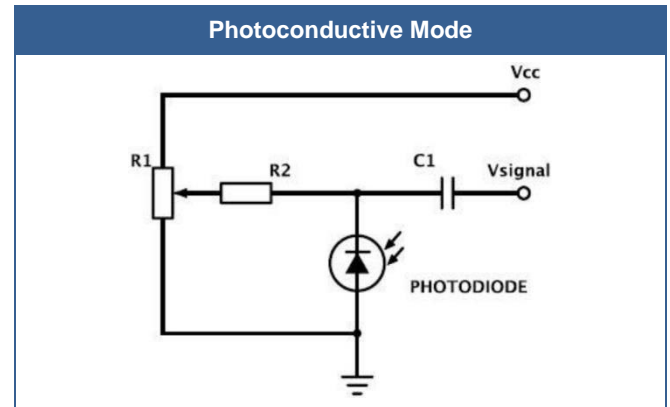 Photoconductive Mode
Vcc
R1
R2
C1
Vsignal
PHOTODIODE